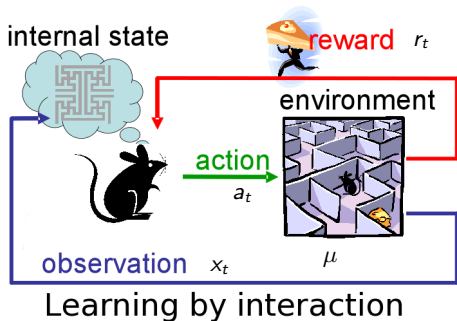 internal state
reward r_t
environment
action
a_t
μ
observation x_t
Learning by interaction